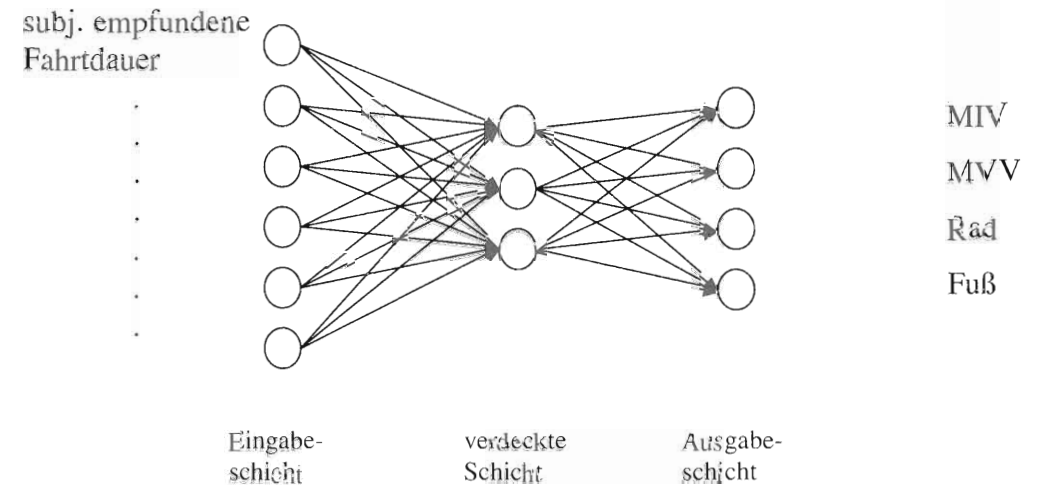 subj. empfundene
Fahrtdauer
MIV
MVV
Rad
Fuß
Eingabe-
schicht
verdeckte
Schicht
Ausgabe-
schicht